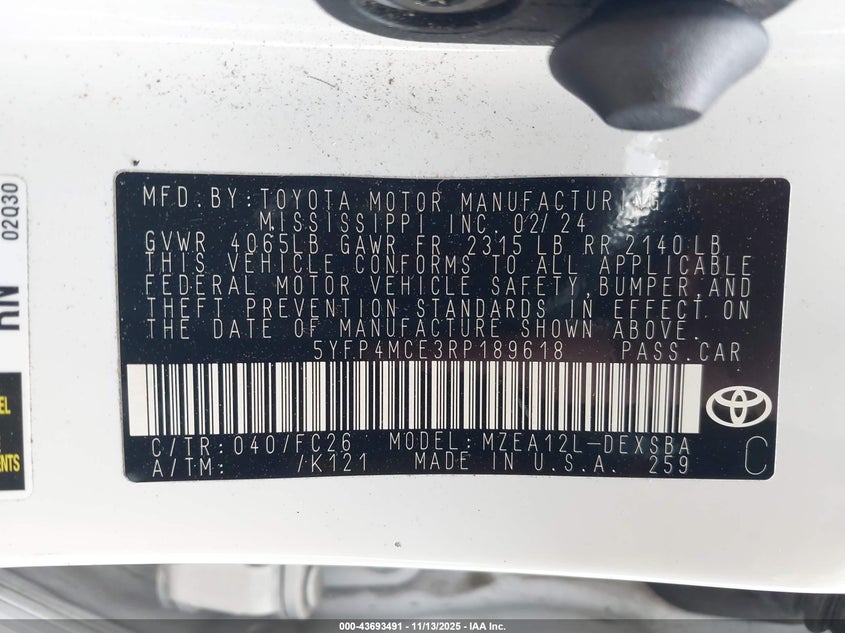 MFD.BY:TOYOTA MOTOR MANUFACTURING
MISSISSIPPI INC. 02/24
GVWR 4065LB GAWR FR 2315 LB RR 2140 LB
THIS VEHICLE CONFORMS TO ALL APPLICABLE
FEDERAL MOTOR VEHICLE SAFETY,BUMPER,AND
THEFT PREVENTION STANDARDS IN EFFECT ON
THE DATE OF MANUFACTURE SHOWN ABOVE.
5YFP4MCE3RP189618 PASS.CAR
C/TR:040/FC26 MODEL:MZEA12L-DEXSBA
A/TM: /K121 MADE IN U.S.A. 259 C
02Q30
000-43693491 - 11/13/2025 - IAA Inc.